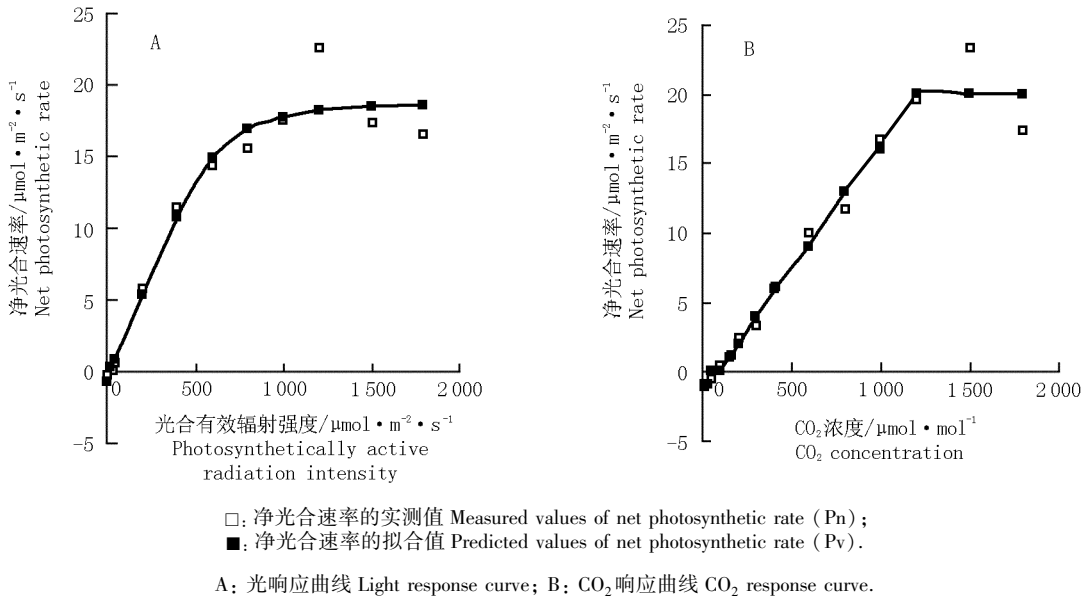 A
净光合速率/μmol·m⁻²·s⁻¹
Net photosynthetic rate
25
20
15
10
5
0
-5
0
500
1 000
1 500
2 000
光合有效辐射强度/μmol·m⁻²·s⁻¹
Photosynthetically active
radiation intensity
B
净光合速率/μmol·m⁻²·s⁻¹
Net photosynthetic rate
25
20
15
10
5
0
-5
0
500
1 000
1 500
2 000
CO₂浓度/μmol·mol⁻¹
CO₂ concentration
□: 净光合速率的实测值 Measured values of net photosynthetic rate (Pn);
■: 净光合速率的拟合值 Predicted values of net photosynthetic rate (Pv).
A: 光响应曲线 Light response curve; B: CO₂响应曲线 CO₂ response curve.